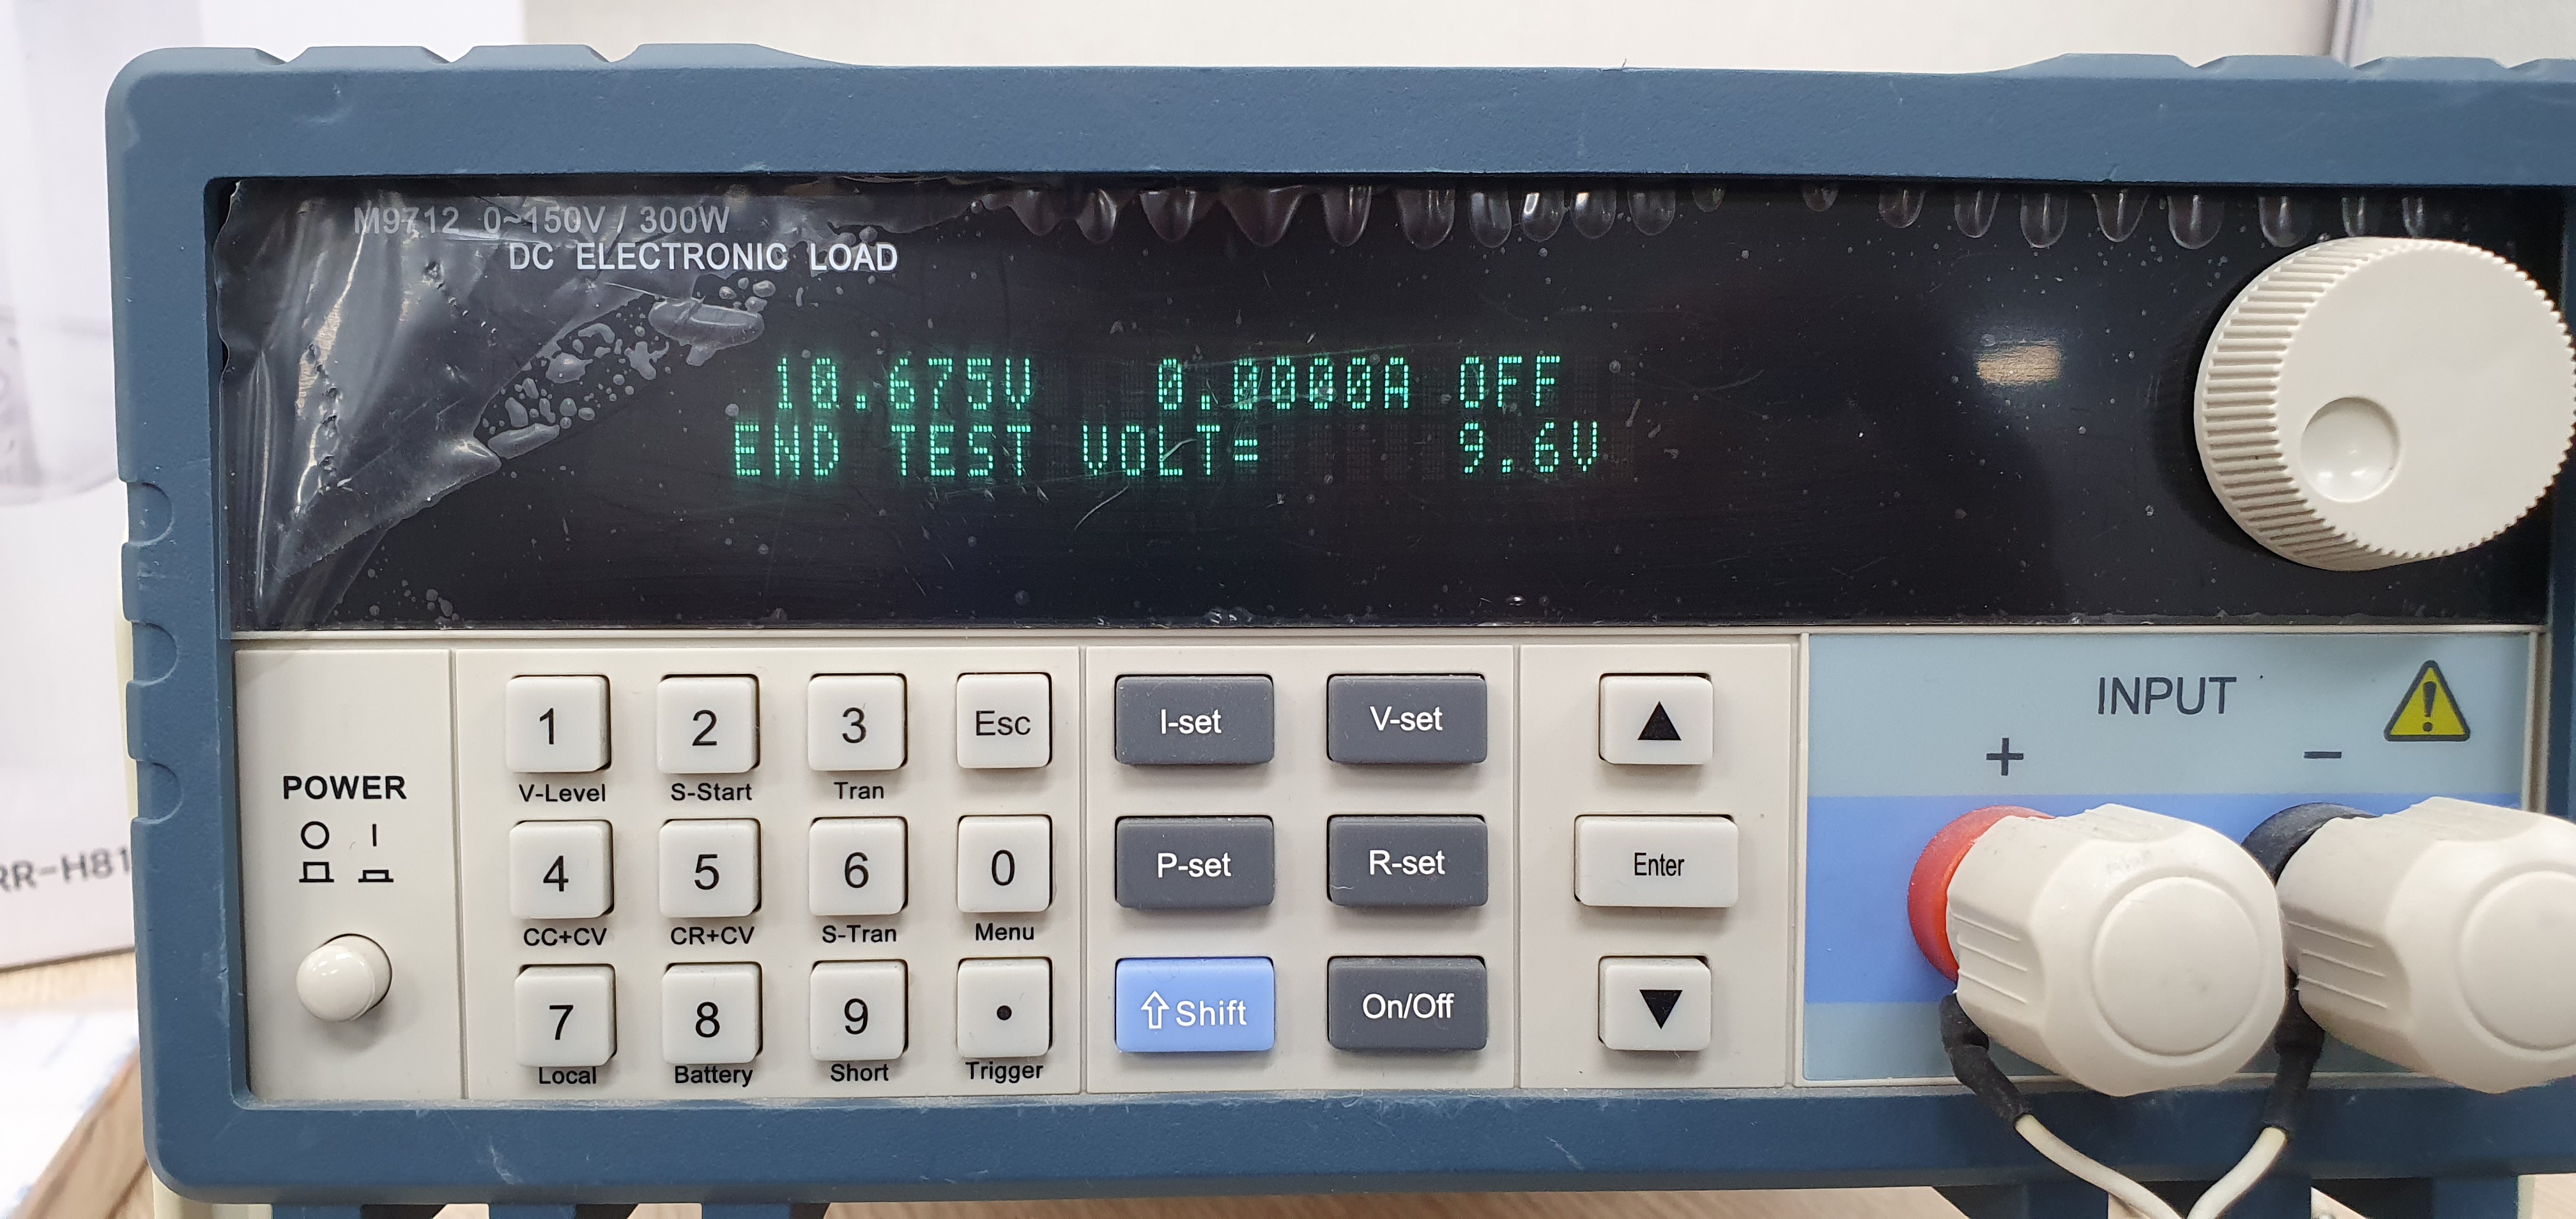 M9712 0~150V / 300W
DC ELECTRONIC LOAD
10.675V 0.0000A OFF
END TEST VOLT= 9.6V
INPUT
+ −
POWER
1 2 3 Esc
V-Level S-Start Tran
4 5 6 0
CC+CV CR+CV S-Tran Menu
7 8 9 •
Local Battery Short Trigger
I-set V-set
P-set R-set
⇧ Shift On/Off
▲
Enter
▼
RR-H81